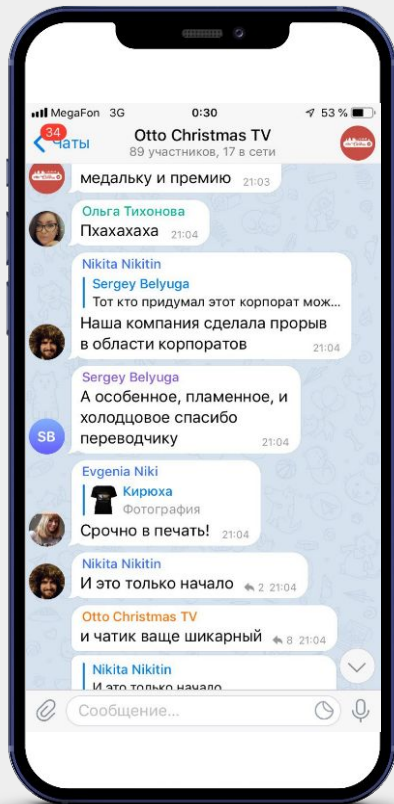 MegaFon 3G 0:30 53 %
34
Чаты
Otto Christmas TV
89 участников, 17 в сети
медальку и премию 21:03
Ольга Тихонова
Пхахахаха 21:04
Nikita Nikitin
Sergey Belyuga
Тот кто придумал этот корпорат мож...
Наша компания сделала прорыв
в области корпоратов 21:04
Sergey Belyuga
А особенное, пламенное, и
холодцовое спасибо
переводчику 21:04
SB
Evgenia Niki
Кирюха
Фотография
Срочно в печать! 21:04
Nikita Nikitin
И это только начало 2 21:04
Otto Christmas TV
и чатик ваще шикарный 8 21:04
Nikita Nikitin
И это только начало
Сообщение...